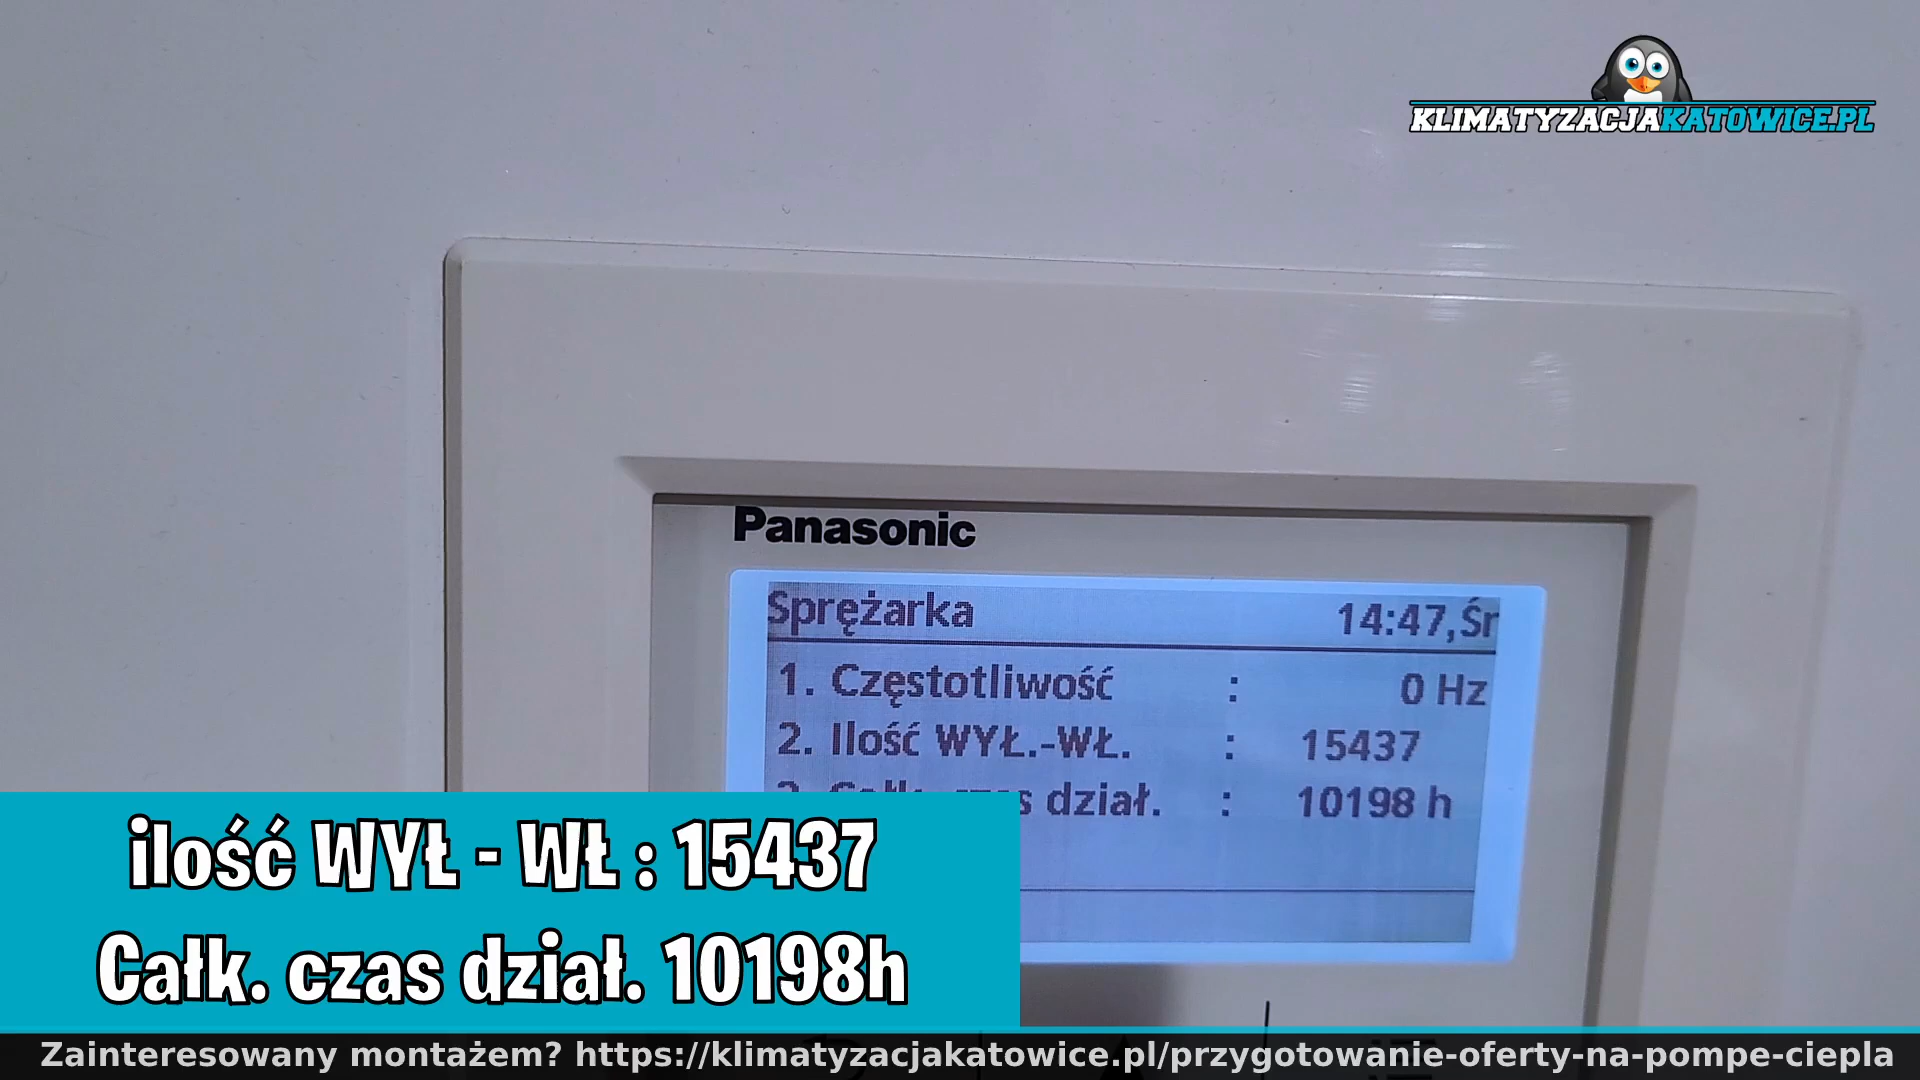 KLIMATYZACJAKATOWICE.PL
Panasonic
Sprężarka 14:47,Śr
1. Częstotliwość : 0 Hz
2. Ilość WYŁ.-WŁ. : 15437
dział. : 10198 h
ilość WYŁ - WŁ : 15437
Całk. czas dział. 10198h
Zainteresowany montażem? https://klimatyzacjakatowice.pl/przygotowanie-oferty-na-pompe-ciepla